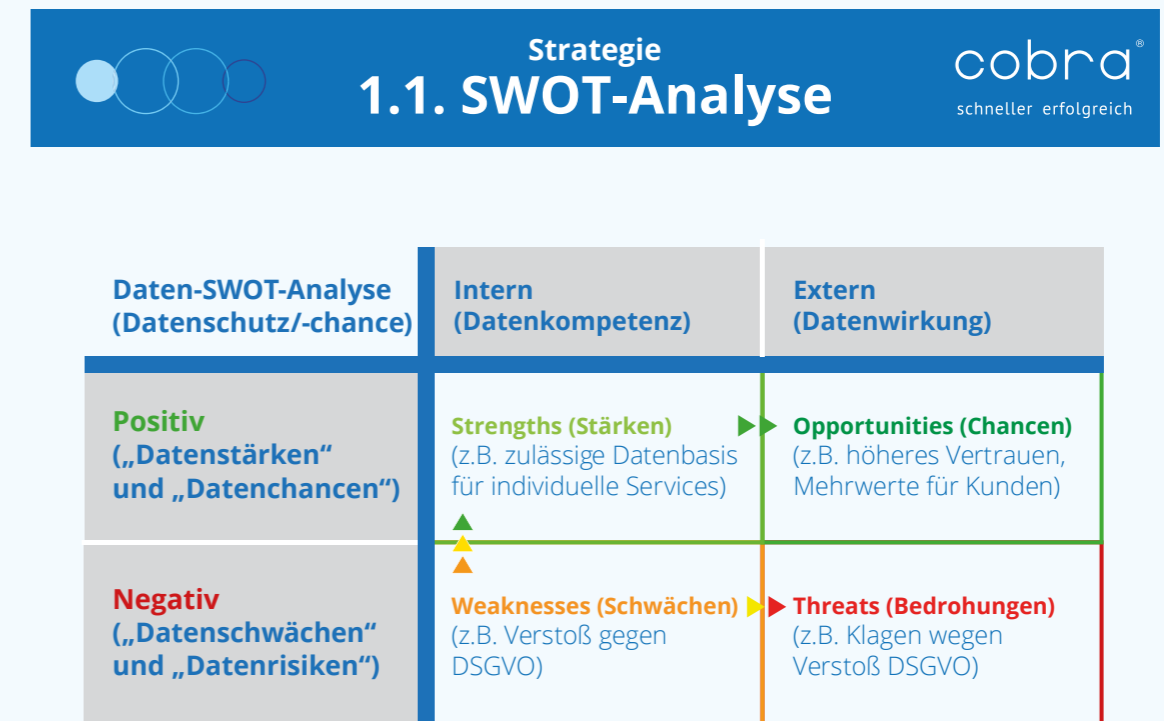 Strategie
1.1. SWOT-Analyse
cobra®
schneller erfolgreich
Daten-SWOT-Analyse
(Datenschutz/-chance)
Intern
(Datenkompetenz)
Extern
(Datenwirkung)
Positiv
(„Datenstärken“
und „Datenchancen“)
Strengths (Stärken)
(z.B. zulässige Datenbasis
für individuelle Services)
Opportunities (Chancen)
(z.B. höheres Vertrauen,
Mehrwerte für Kunden)
Negativ
(„Datenschwächen“
und „Datenrisiken“)
Weaknesses (Schwächen)
(z.B. Verstoß gegen
DSGVO)
Threats (Bedrohungen)
(z.B. Klagen wegen
Verstoß DSGVO)